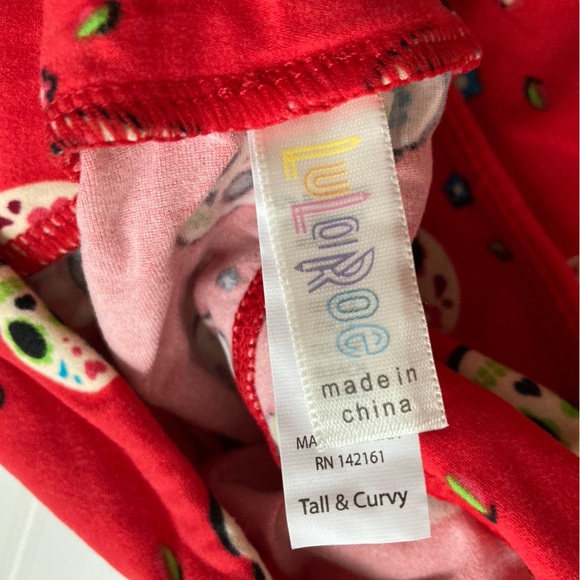 LuLaRoe
made in
china
RN 142161
Tall & Curvy